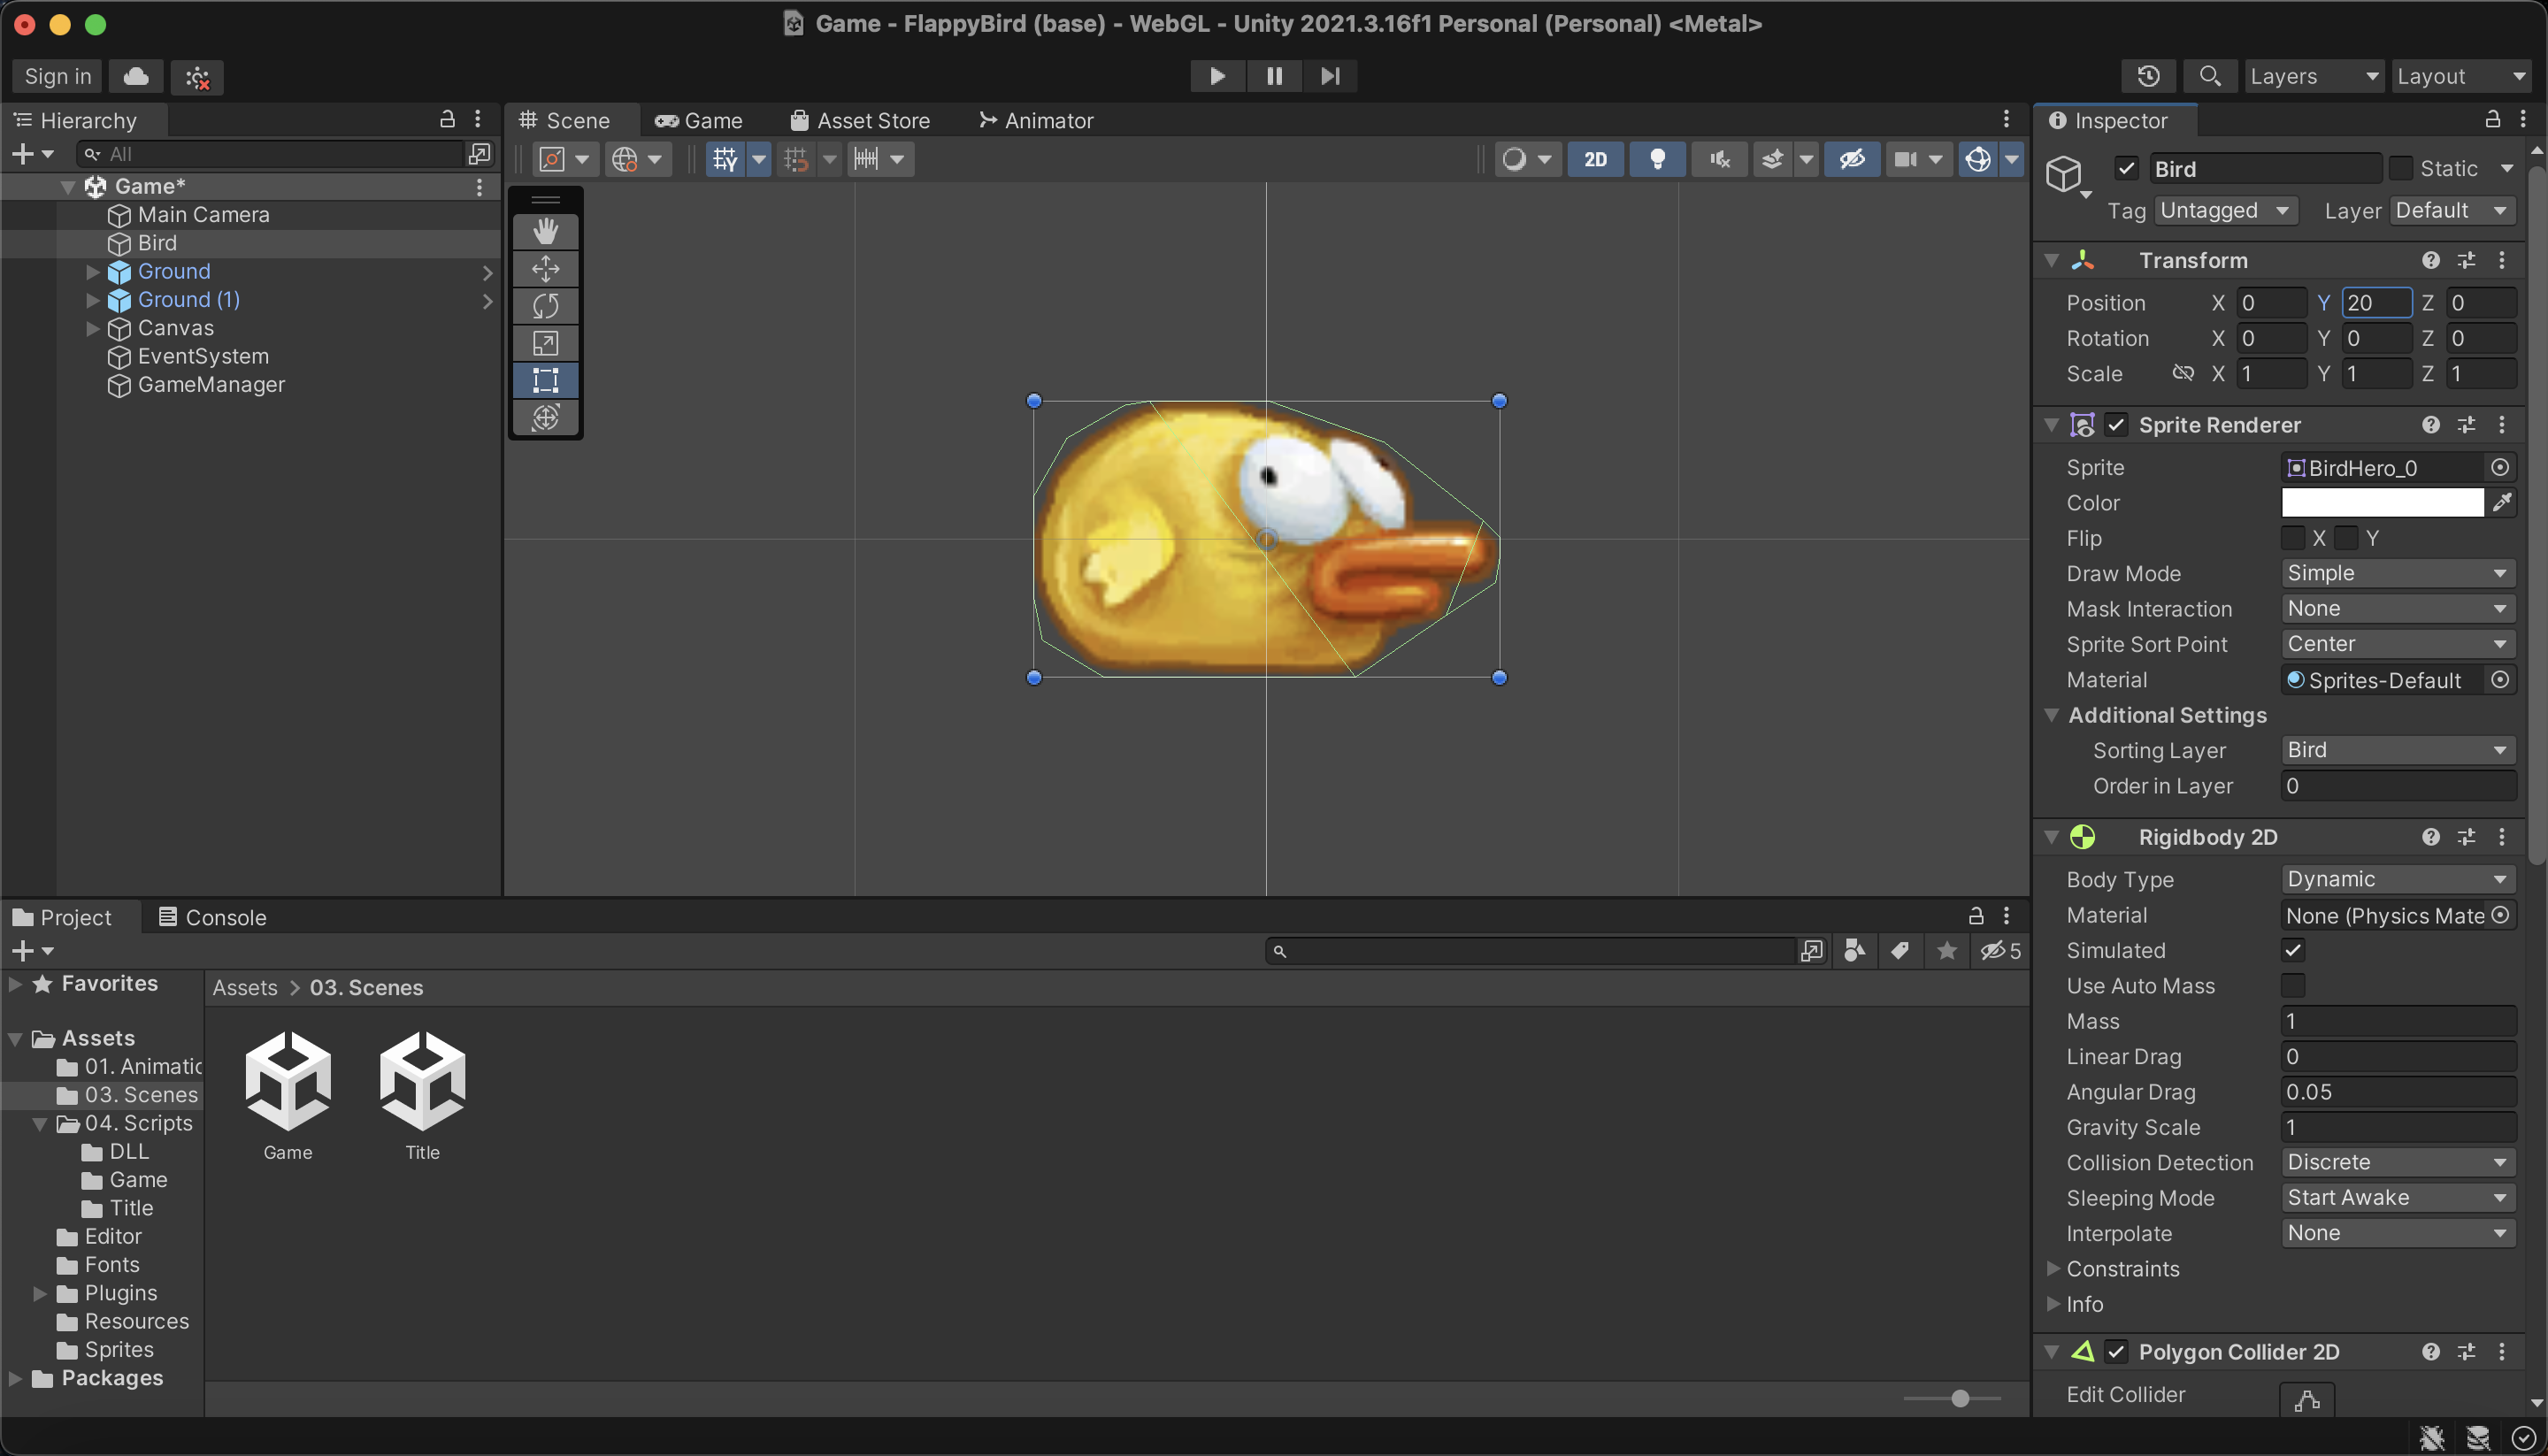 Game - FlappyBird (base) - WebGL - Unity 2021.3.16f1 Personal (Personal) <Metal>
Sign in
Layers
Layout
Hierarchy
All
Game*
Main Camera
Bird
Ground
Ground (1)
Canvas
EventSystem
GameManager
Scene
Game
Asset Store
Animator
2D
Inspector
Bird
Static
Tag Untagged Layer Default
Transform
Position X 0 Y 20 Z 0
Rotation X 0 Y 0 Z 0
Scale X 1 Y 1 Z 1
Sprite Renderer
Sprite BirdHero_0
Color
Flip X Y
Draw Mode Simple
Mask Interaction None
Sprite Sort Point Center
Material Sprites-Default
Additional Settings
Sorting Layer Bird
Order in Layer 0
Rigidbody 2D
Body Type Dynamic
Material None (Physics Mate
Simulated
Use Auto Mass
Mass 1
Linear Drag 0
Angular Drag 0.05
Gravity Scale 1
Collision Detection Discrete
Sleeping Mode Start Awake
Interpolate None
Constraints
Info
Polygon Collider 2D
Edit Collider
Project
Console
5
Favorites
Assets
01. Animatic
03. Scenes
04. Scripts
DLL
Game
Title
Editor
Fonts
Plugins
Resources
Sprites
Packages
Assets > 03. Scenes
Game
Title